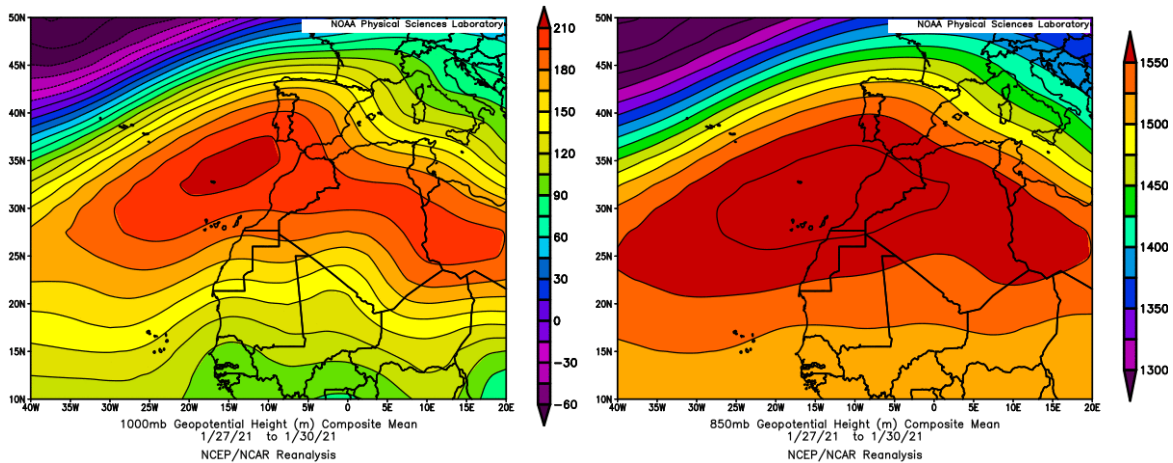 NOAA Physical Sciences Laboratory
50N
45N
40N
35N
30N
25N
20N
15N
10N
40W 35W 30W 25W 20W 15W 10W 5W 0 5E 10E 15E 20E
210
180
150
120
90
60
30
0
−30
−60
1000mb Geopotential Height (m) Composite Mean
1/27/21 to 1/30/21
NCEP/NCAR Reanalysis
NOAA Physical Sciences Laboratory
50N
45N
40N
35N
30N
25N
20N
15N
10N
40W 35W 30W 25W 20W 15W 10W 5W 0 5E 10E 15E 20E
1550
1500
1450
1400
1350
1300
850mb Geopotential Height (m) Composite Mean
1/27/21 to 1/30/21
NCEP/NCAR Reanalysis